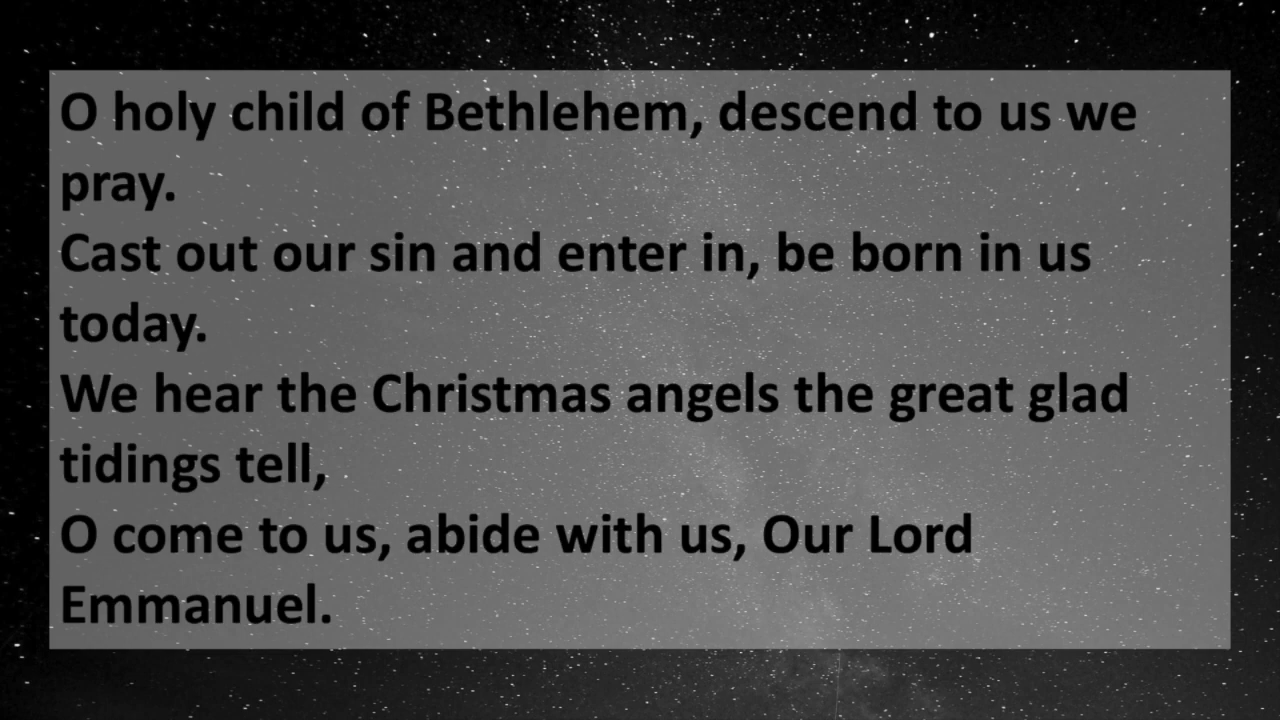 O holy child of Bethlehem, descend to us we
pray.
Cast out our sin and enter in, be born in us
today.
We hear the Christmas angels the great glad
tidings tell,
O come to us, abide with us, Our Lord
Emmanuel.